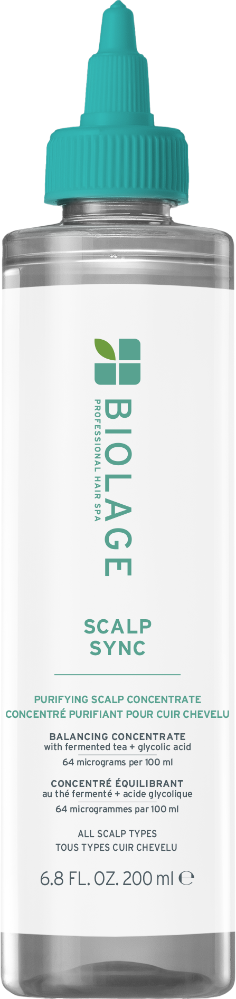 BIOLAGE
PROFESSIONAL HAIR SPA
SCALP
SYNC
PURIFYING SCALP CONCENTRATE
CONCENTRÉ PURIFIANT POUR CUIR CHEVELU
BALANCING CONCENTRATE
with fermented tea + glycolic acid
64 micrograms per 100 ml
CONCENTRÉ ÉQUILIBRANT
au thé fermenté + acide glycolique
64 microgrammes par 100 ml
ALL SCALP TYPES
TOUS TYPES CUIR CHEVELU
6.8 FL. OZ. 200 ml ℮